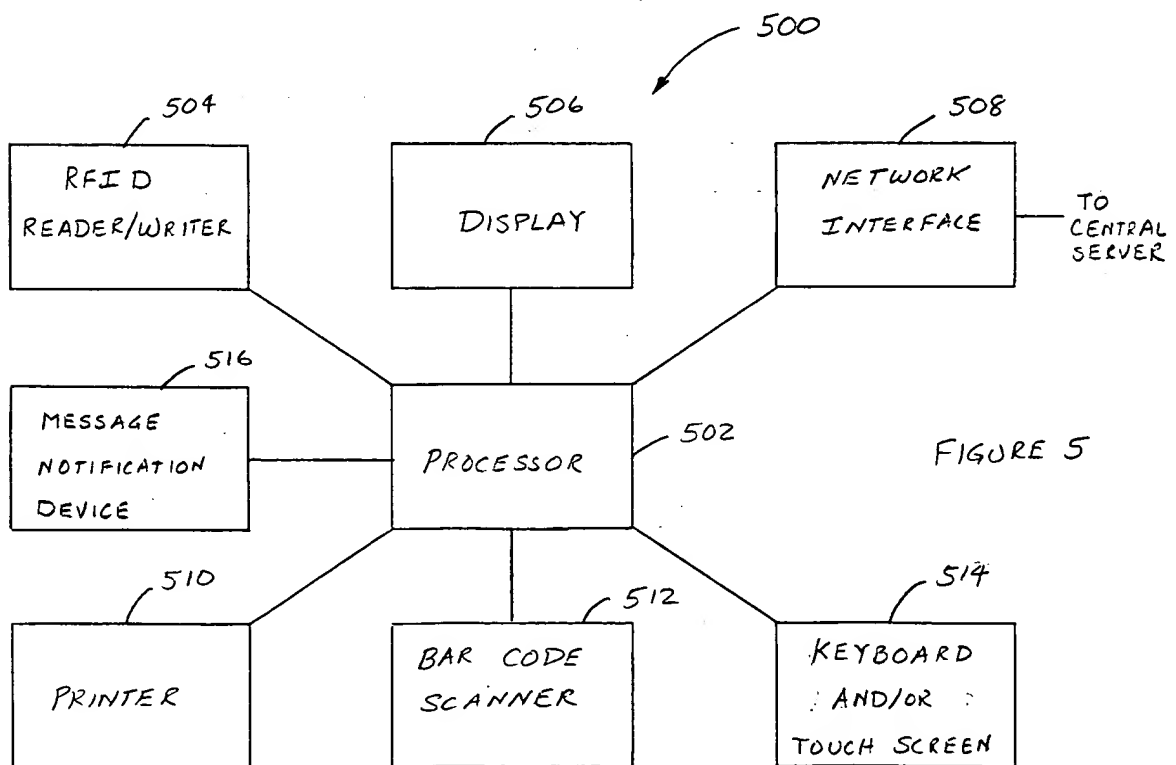 500
504
RFID
READER/WRITER
506
DISPLAY
508
NETWORK
INTERFACE
TO
CENTRAL
SERVER
516
MESSAGE
NOTIFICATION
DEVICE
PROCESSOR
502
FIGURE 5
510
PRINTER
512
BAR CODE
SCANNER
514
KEYBOARD
AND/OR
TOUCH SCREEN